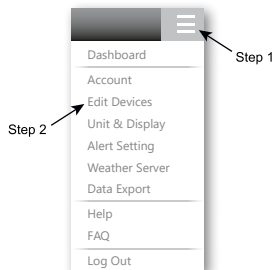 Step 1
Dashboard
Account
Edit Devices
Step 2
Unit & Display
Alert Setting
Weather Server
Data Export
Help
FAQ
Log Out